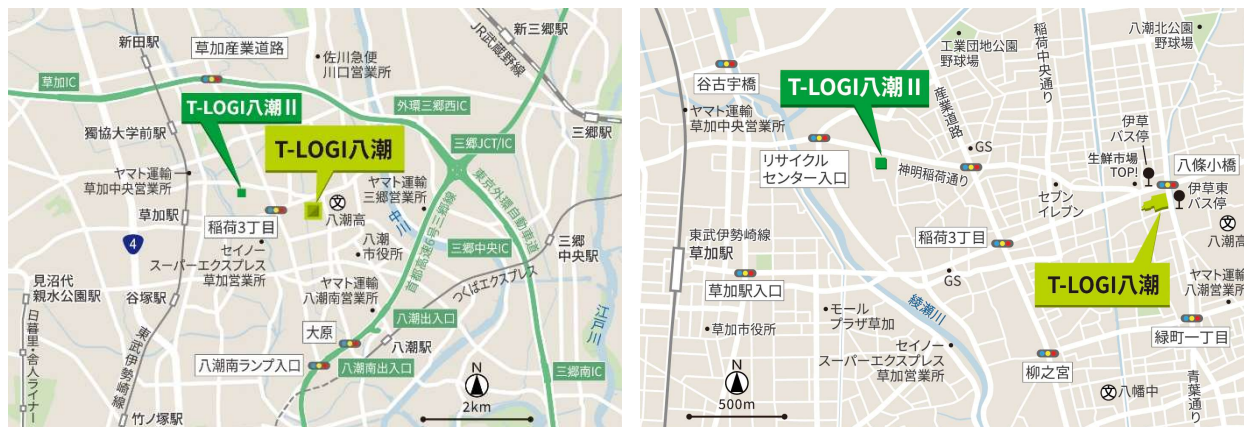 新田駅
草加産業道路
佐川急便
川口営業所
新三郷駅
JR武蔵野線
草加IC
T-LOGI八潮II
外環三郷西IC
獨協大学前駅
T-LOGI八潮
三郷JCT/IC
三郷駅
ヤマト運輸
草加中央営業所
ヤマト運輸
三郷営業所
東京外環自動車道
草加駅
稲荷3丁目
八潮高
中川
首都高速6号三郷線
4
セイノー
スーパーエクスプレス
草加営業所
八潮
市役所
三郷中央IC
三郷
中央駅
見沼代
親水公園駅
谷塚駅
ヤマト運輸
八潮南営業所
つくばエクスプレス
江戸川
日暮里・舎人ライナー
東武伊勢崎線
大原
八潮出入口
八潮駅
八潮南ランプ入口
八潮南出入口
三郷南IC
竹ノ塚駅
N
2km
谷古宇橋
工業団地公園
野球場
稲荷中央通り
八潮北公園
野球場
T-LOGI八潮II
産業道路
ヤマト運輸
草加中央営業所
リサイクル
センター入口
GS
神明稲荷通り
伊草
バス停
生鮮市場
TOP!
八條小橋
セブン
イレブン
伊草東
バス停
八潮高
東武伊勢崎線
草加駅
稲荷3丁目
草加駅入口
GS
T-LOGI八潮
綾瀬川
ヤマト運輸
八潮営業所
モール
プラザ草加
草加市役所
セイノー
スーパーエクスプレス
草加営業所
緑町一丁目
柳之宮
八幡中
青葉通り
N
500m